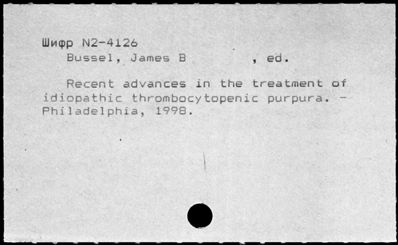 Шифр N2-4126
Bussel, James B , ed.
Recent advances in the treatment of
idiopathic thrombocytopenic purpura. -
Philadelphia, 1998.